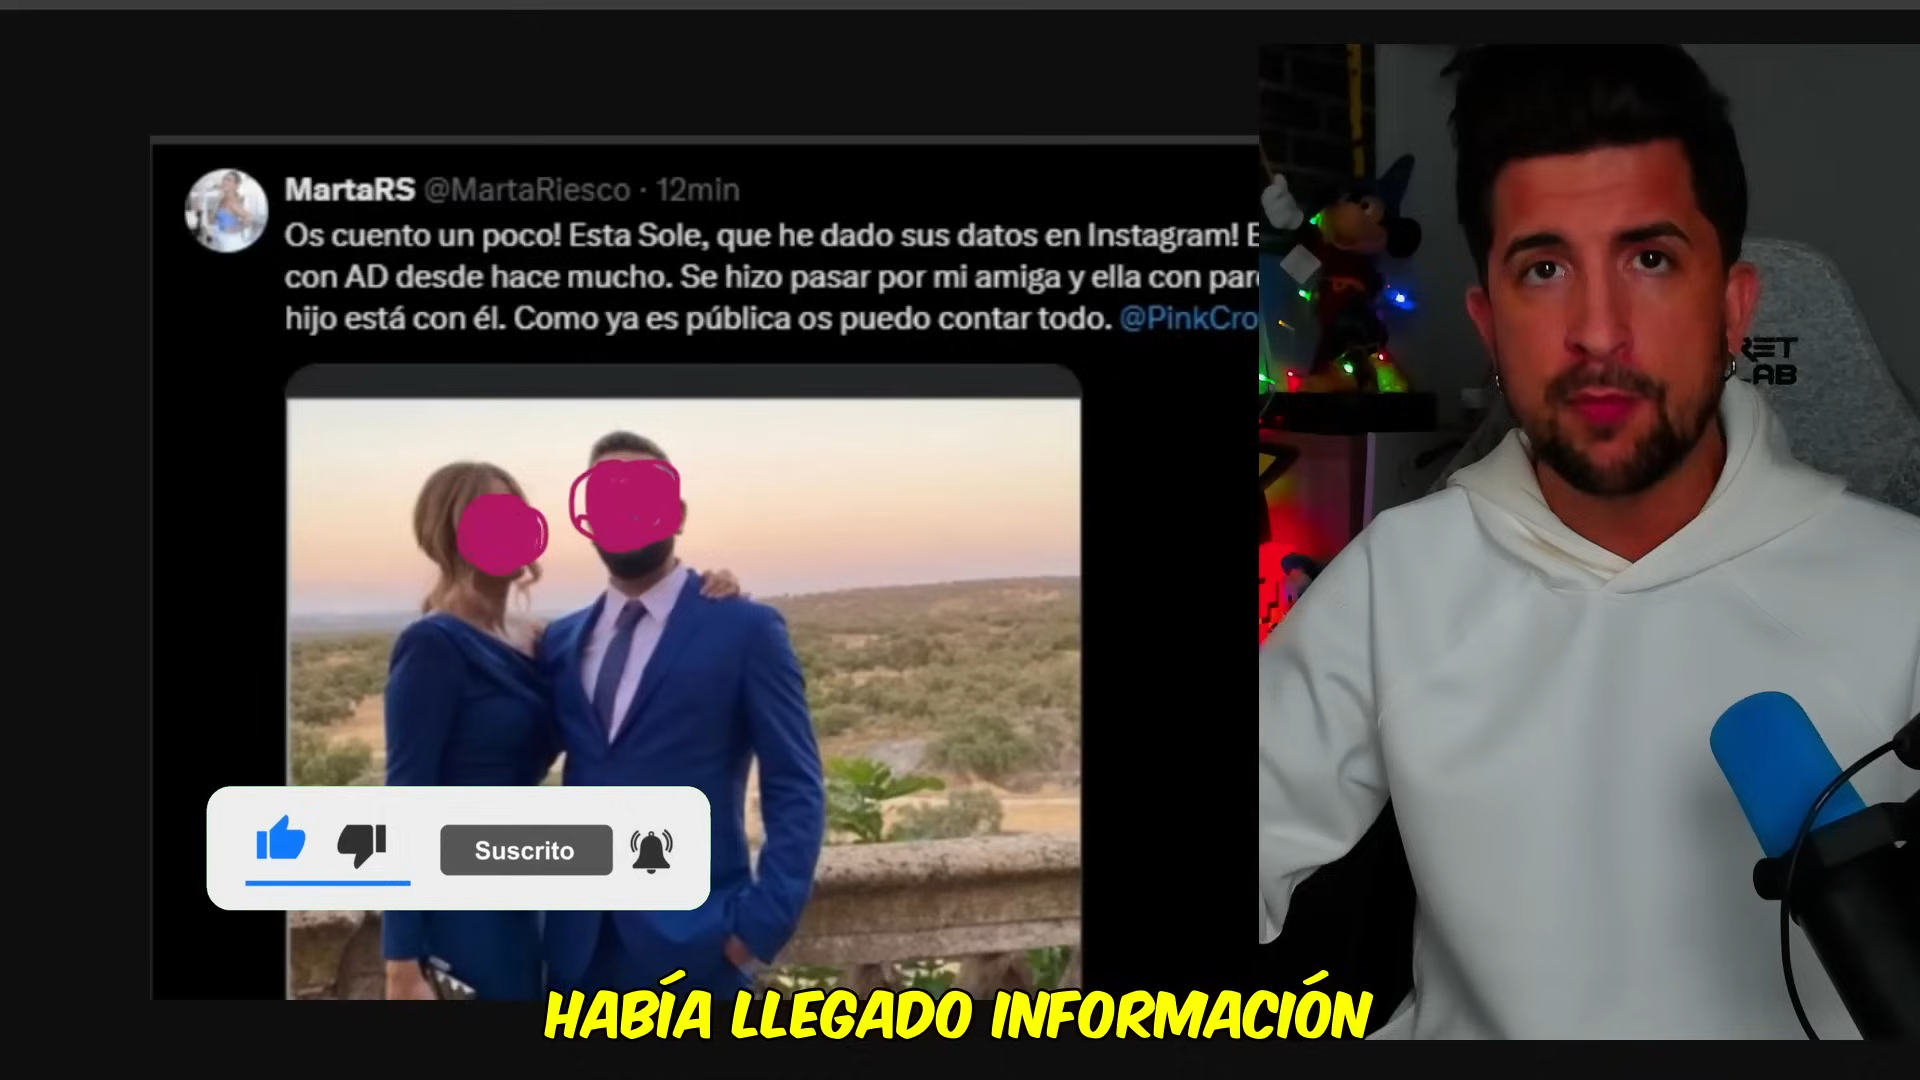 MartaRS @MartaRiesco · 12min
Os cuento un poco! Esta Sole, que he dado sus datos en Instagram!
con AD desde hace mucho. Se hizo pasar por mi amiga y ella con
hijo está con él. Como ya es pública os puedo contar todo. @PinkCro
Suscrito
HABÍA LLEGADO INFORMACIÓN